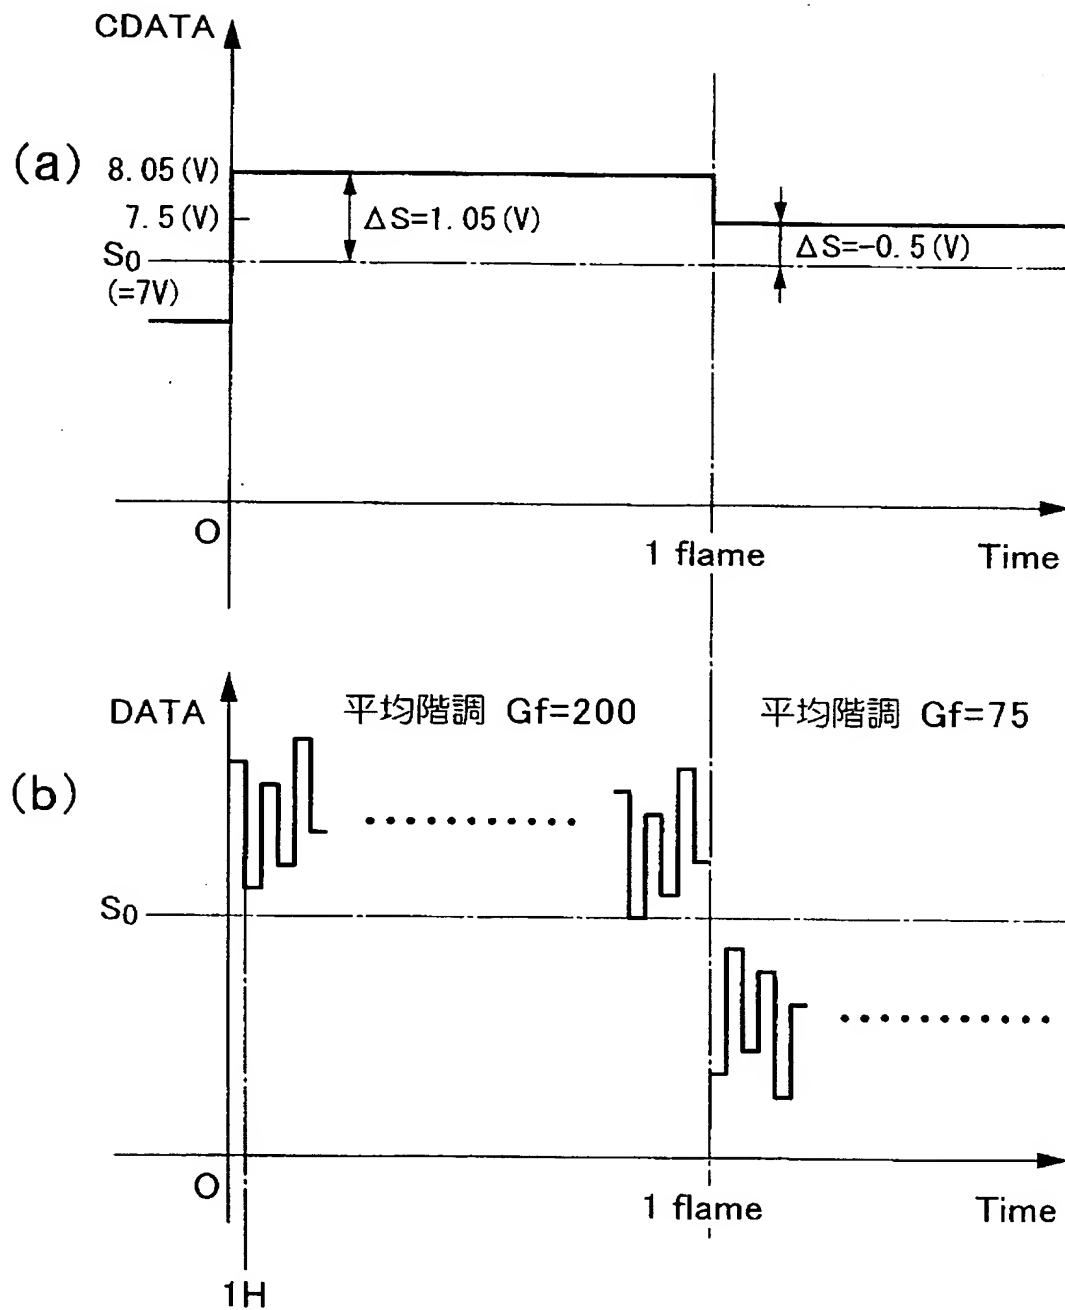 CDATA
(a)
8.05(V)
7.5(V)
ΔS=1.05(V)
S0
(=7V)
ΔS=-0.5(V)
O
1 flame
Time
DATA
平均階調 Gf=200
平均階調 Gf=75
(b)
S0
O
1 flame
Time
1H